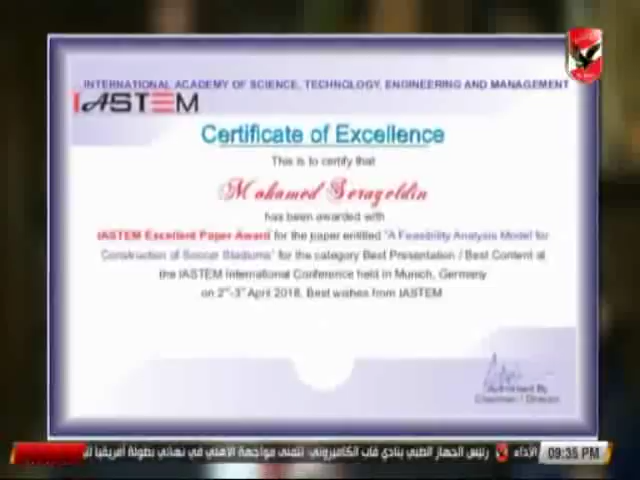 INTERNATIONAL ACADEMY OF SCIENCE, TECHNOLOGY, ENGINEERING AND MANAGEMENT
IASTEM
Certificate of Excellence
This is to certify that
Mohamed Serageldin
has been awarded with
IASTEM Excellent Paper Award for the paper entitled "A Feasibility Analysis Model for
Construction of Soccer Stadiums" for the category Best Presentation / Best Content at
the IASTEM International Conference held in Munich, Germany
on 2nd-3rd April 2018. Best wishes from IASTEM
Authorised By
Chairman / Director
الأداء رئيس الجهاز الطبي بنادي قاب الكاميروني: نتمنى مواجهة الاهلي في نهائي بطولة أفريقيا
09:35 PM